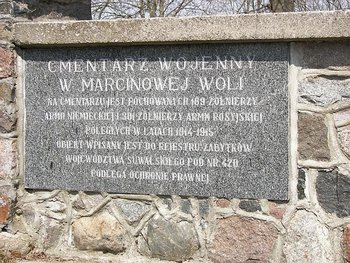 CMENTARZ WOJENNY
W MARCINOWEJ WOLI
NA CMENTARZU JEST POCHOWANYCH 189 ŻOŁNIERZY
ARMII NIEMIECKIEJ I 301 ŻOŁNIERZY ARMII ROSYJSKIEJ
POLEGŁYCH W LATACH 1914-1915
OBIEKT WPISANY JEST DO REJESTRU ZABYTKÓW
WOJEWÓDZTWA SUWALSKIEGO POD NR 420
PODLEGA OCHRONIE PRAWNEJ